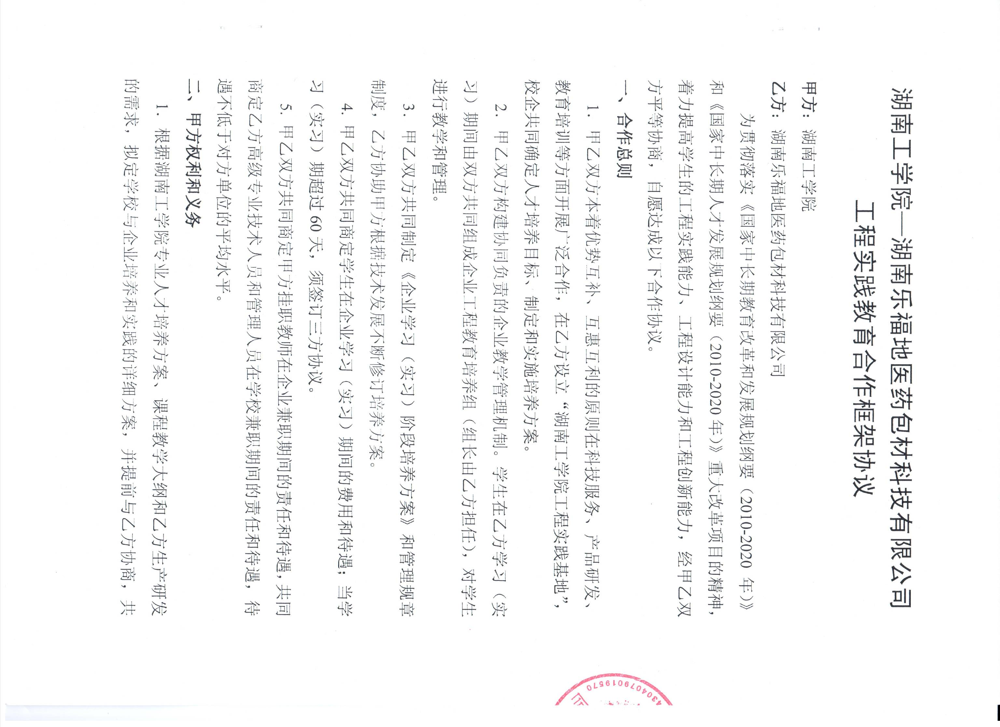 湖南工学院—湖南乐福地医药包材科技有限公司
工程实践教育合作框架协议
甲方： 湖南工学院
乙方： 湖南乐福地医药包材科技有限公司
为贯彻落实《国家中长期教育改革和发展规划纲要（2010-2020 年）》
和《国家中长期人才发展规划纲要（2010-2020 年）》重大改革项目的精神，
着力提高学生的工程实践能力、工程设计能力和工程创新能力，经甲乙双
方平等协商，自愿达成以下合作协议。
一、合作总则
1. 甲乙双方本着优势互补、互惠互利的原则在科技服务、产品研发、
教育培训等方面开展广泛合作，在乙方设立“湖南工学院工程实践基地”，
校企共同确定人才培养目标、制定和实施培养方案。
2. 甲乙双方构建协同负责的企业教学管理机制。学生在乙方学习（实
习）期间由双方共同组成企业工程教育培养组（组长由乙方担任），对学生
进行教学和管理。
3. 甲乙双方共同制定《企业学习（实习）阶段培养方案》和管理规章
制度，乙方协助甲方根据技术发展不断修订培养方案。
4. 甲乙双方共同商定学生在企业学习（实习）期间的费用和待遇；当学
习（实习）期超过 60 天，须签订三方协议。
5. 甲乙双方共同商定甲方挂职教师在企业兼职期间的责任和待遇，共同
商定乙方高级专业技术人员和管理人员在学校兼职期间的责任和待遇，待
遇不低于对方单位的平均水平。
二、甲方权利和义务
1. 根据湖南工学院专业人才培养方案、课程教学大纲和乙方生产研发
的需求，拟定学校与企业培养和实践的详细方案，并提前与乙方协商，共
4304079019570